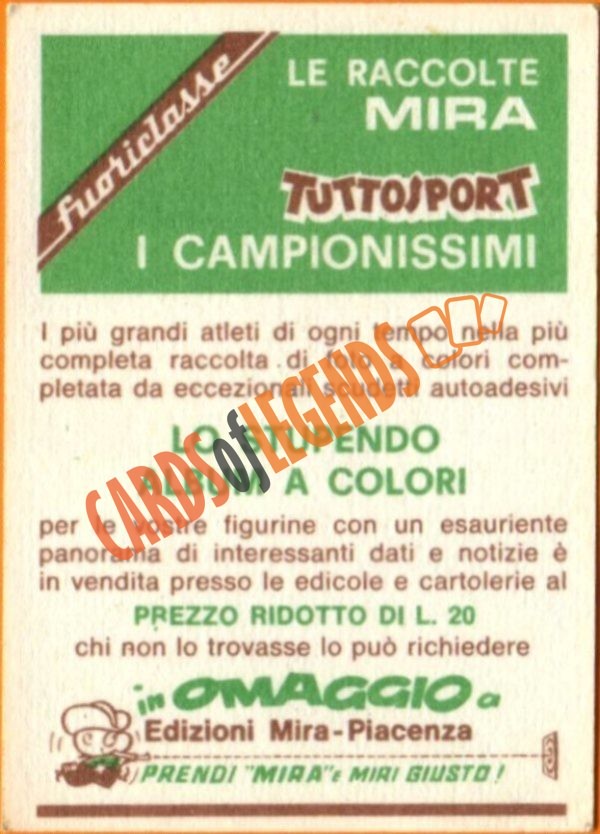 fuoriclasse
LE RACCOLTE
MIRA
TUTTOSPORT
I CAMPIONISSIMI
I più grandi atleti di ogni tempo nella più
completa raccolta di foto a colori com-
pletata da eccezionali scudetti autoadesivi
LO STUPENDO
ALBUM A COLORI
per le vostre figurine con un esauriente
panorama di interessanti dati e notizie è
in vendita presso le edicole e cartolerie al
PREZZO RIDOTTO DI L. 20
chi non lo trovasse lo può richiedere
in OMAGGIO a
Edizioni Mira-Piacenza
PRENDI "MIRA" E MIRI GIUSTO!
CARDS of LEGENDS